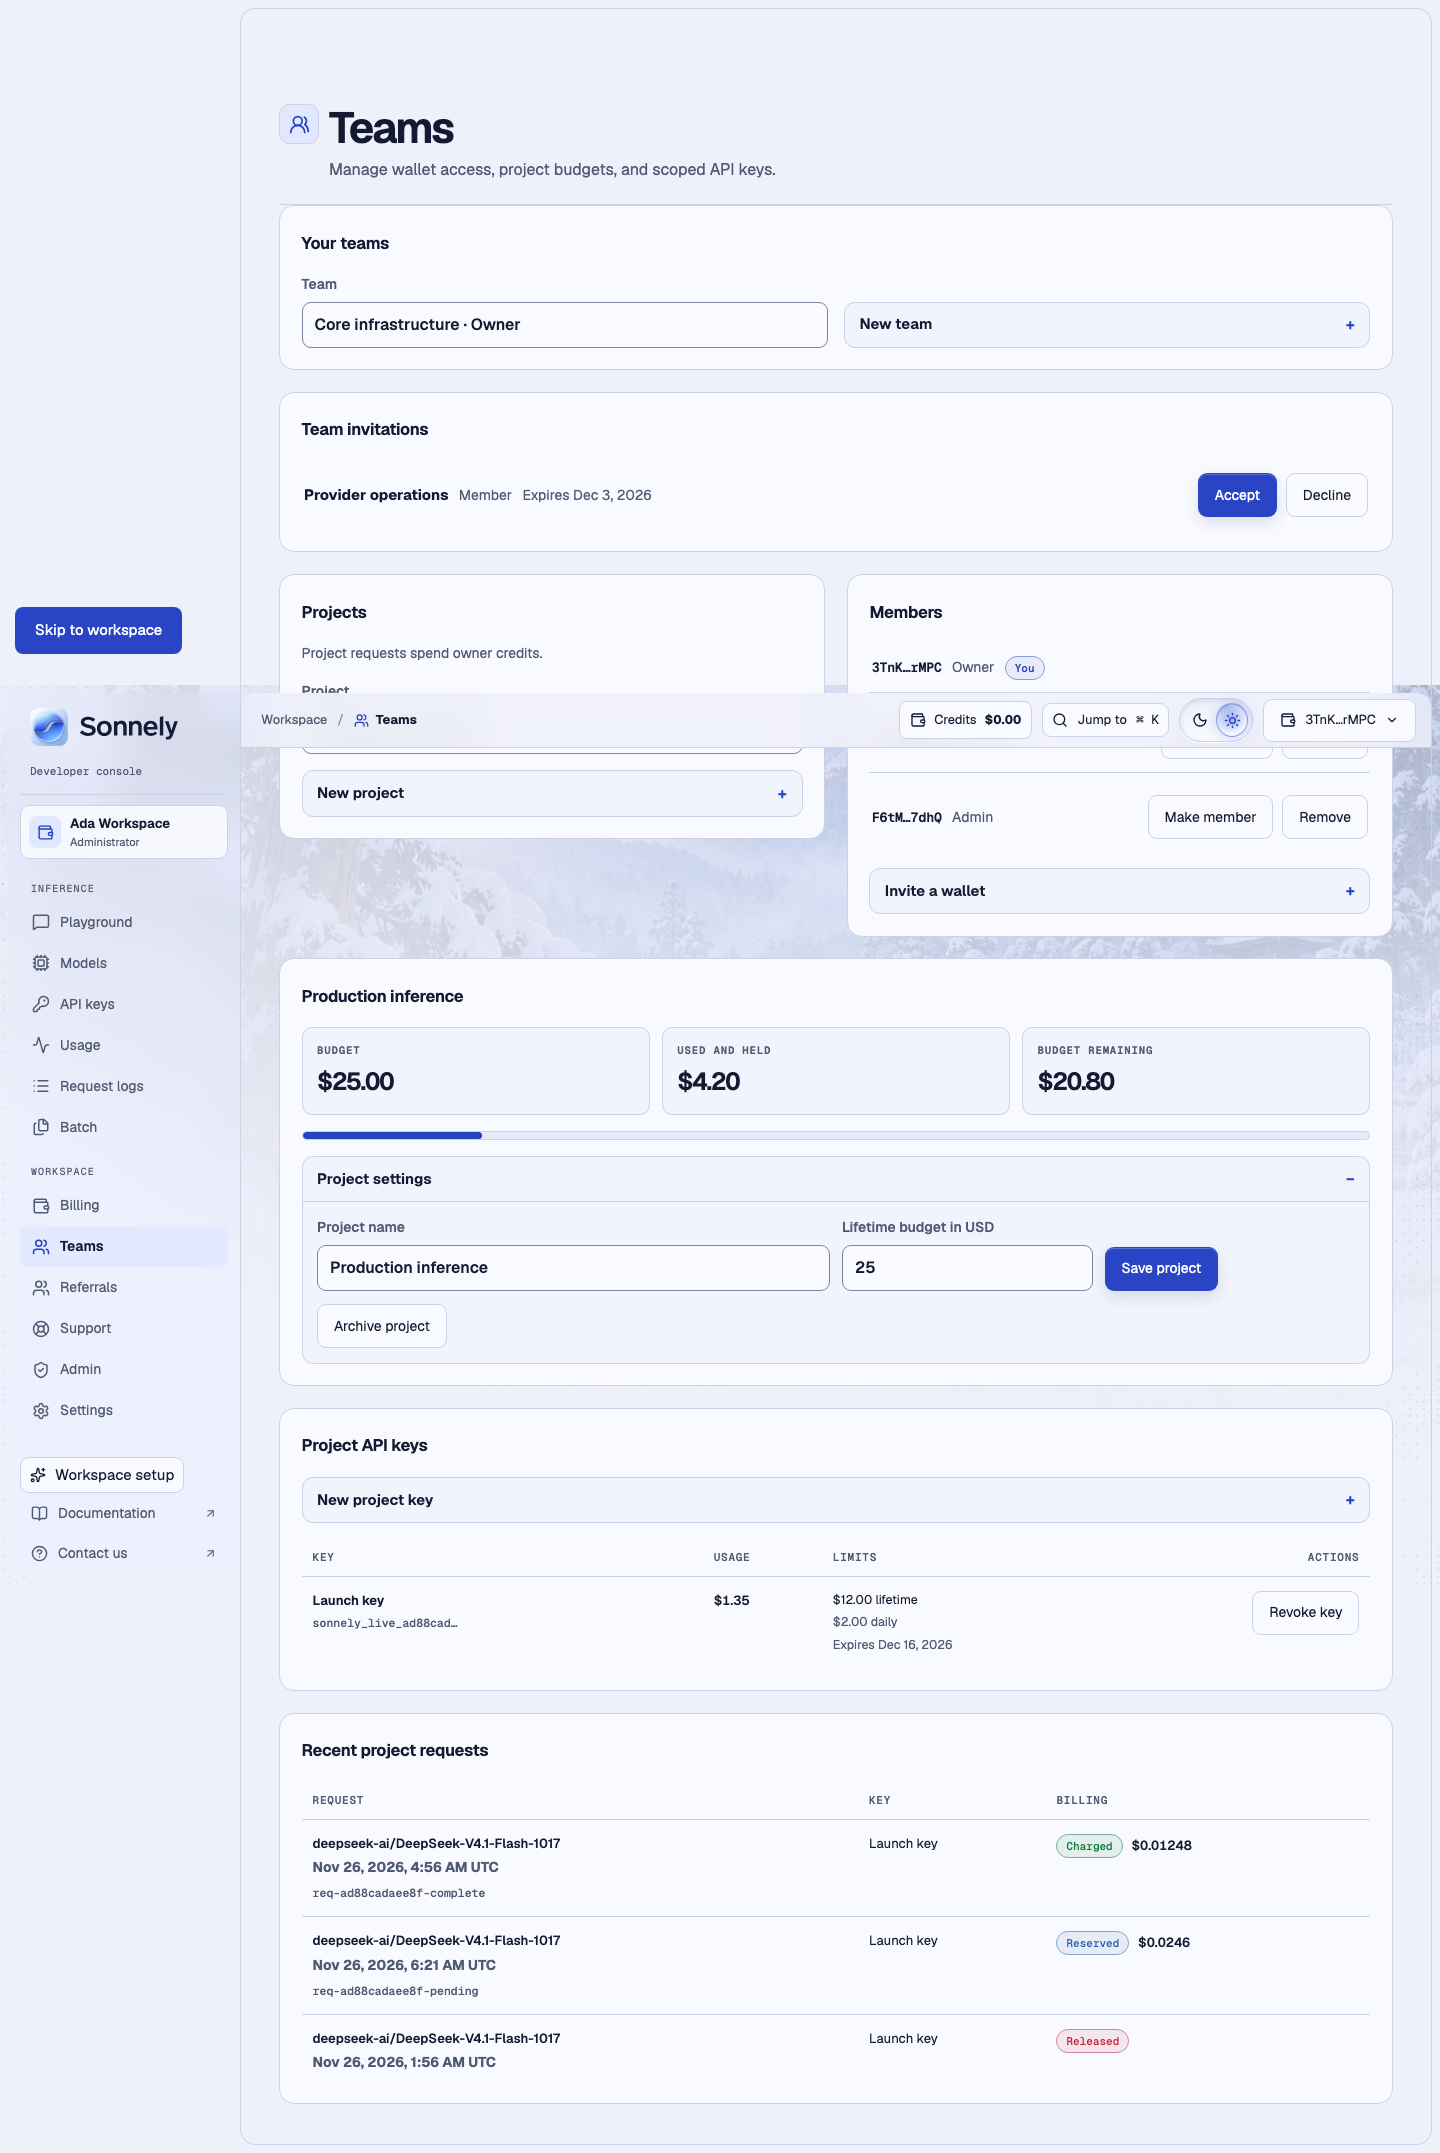 Teams
Manage wallet access, project budgets, and scoped API keys.
Your teams
Team
Core infrastructure · Owner
New team
+
Team invitations
Provider operations Member Expires Dec 3, 2026
Accept
Decline
Projects
Project requests spend owner credits.
Project
New project
+
Members
3TnK…rMPC Owner You
F6tM…7dhQ Admin
Make member
Remove
Invite a wallet
+
Skip to workspace
Sonnely
Developer console
Ada Workspace
Administrator
INFERENCE
Playground
Models
API keys
Usage
Request logs
Batch
WORKSPACE
Billing
Teams
Referrals
Support
Admin
Settings
Workspace setup
Documentation
Contact us
Workspace / Teams
Credits $0.00
Jump to ⌘ K
3TnK…rMPC
Production inference
BUDGET
$25.00
USED AND HELD
$4.20
BUDGET REMAINING
$20.80
Project settings
−
Project name
Production inference
Lifetime budget in USD
25
Save project
Archive project
Project API keys
New project key
+
KEY USAGE LIMITS ACTIONS
Launch key
sonnely_live_ad88cad…
$1.35
$12.00 lifetime
$2.00 daily
Expires Dec 16, 2026
Revoke key
Recent project requests
REQUEST KEY BILLING
deepseek-ai/DeepSeek-V4.1-Flash-1017
Nov 26, 2026, 4:56 AM UTC
req-ad88cadaee8f-complete
Launch key
Charged $0.01248
deepseek-ai/DeepSeek-V4.1-Flash-1017
Nov 26, 2026, 6:21 AM UTC
req-ad88cadaee8f-pending
Launch key
Reserved $0.0246
deepseek-ai/DeepSeek-V4.1-Flash-1017
Nov 26, 2026, 1:56 AM UTC
Launch key
Released